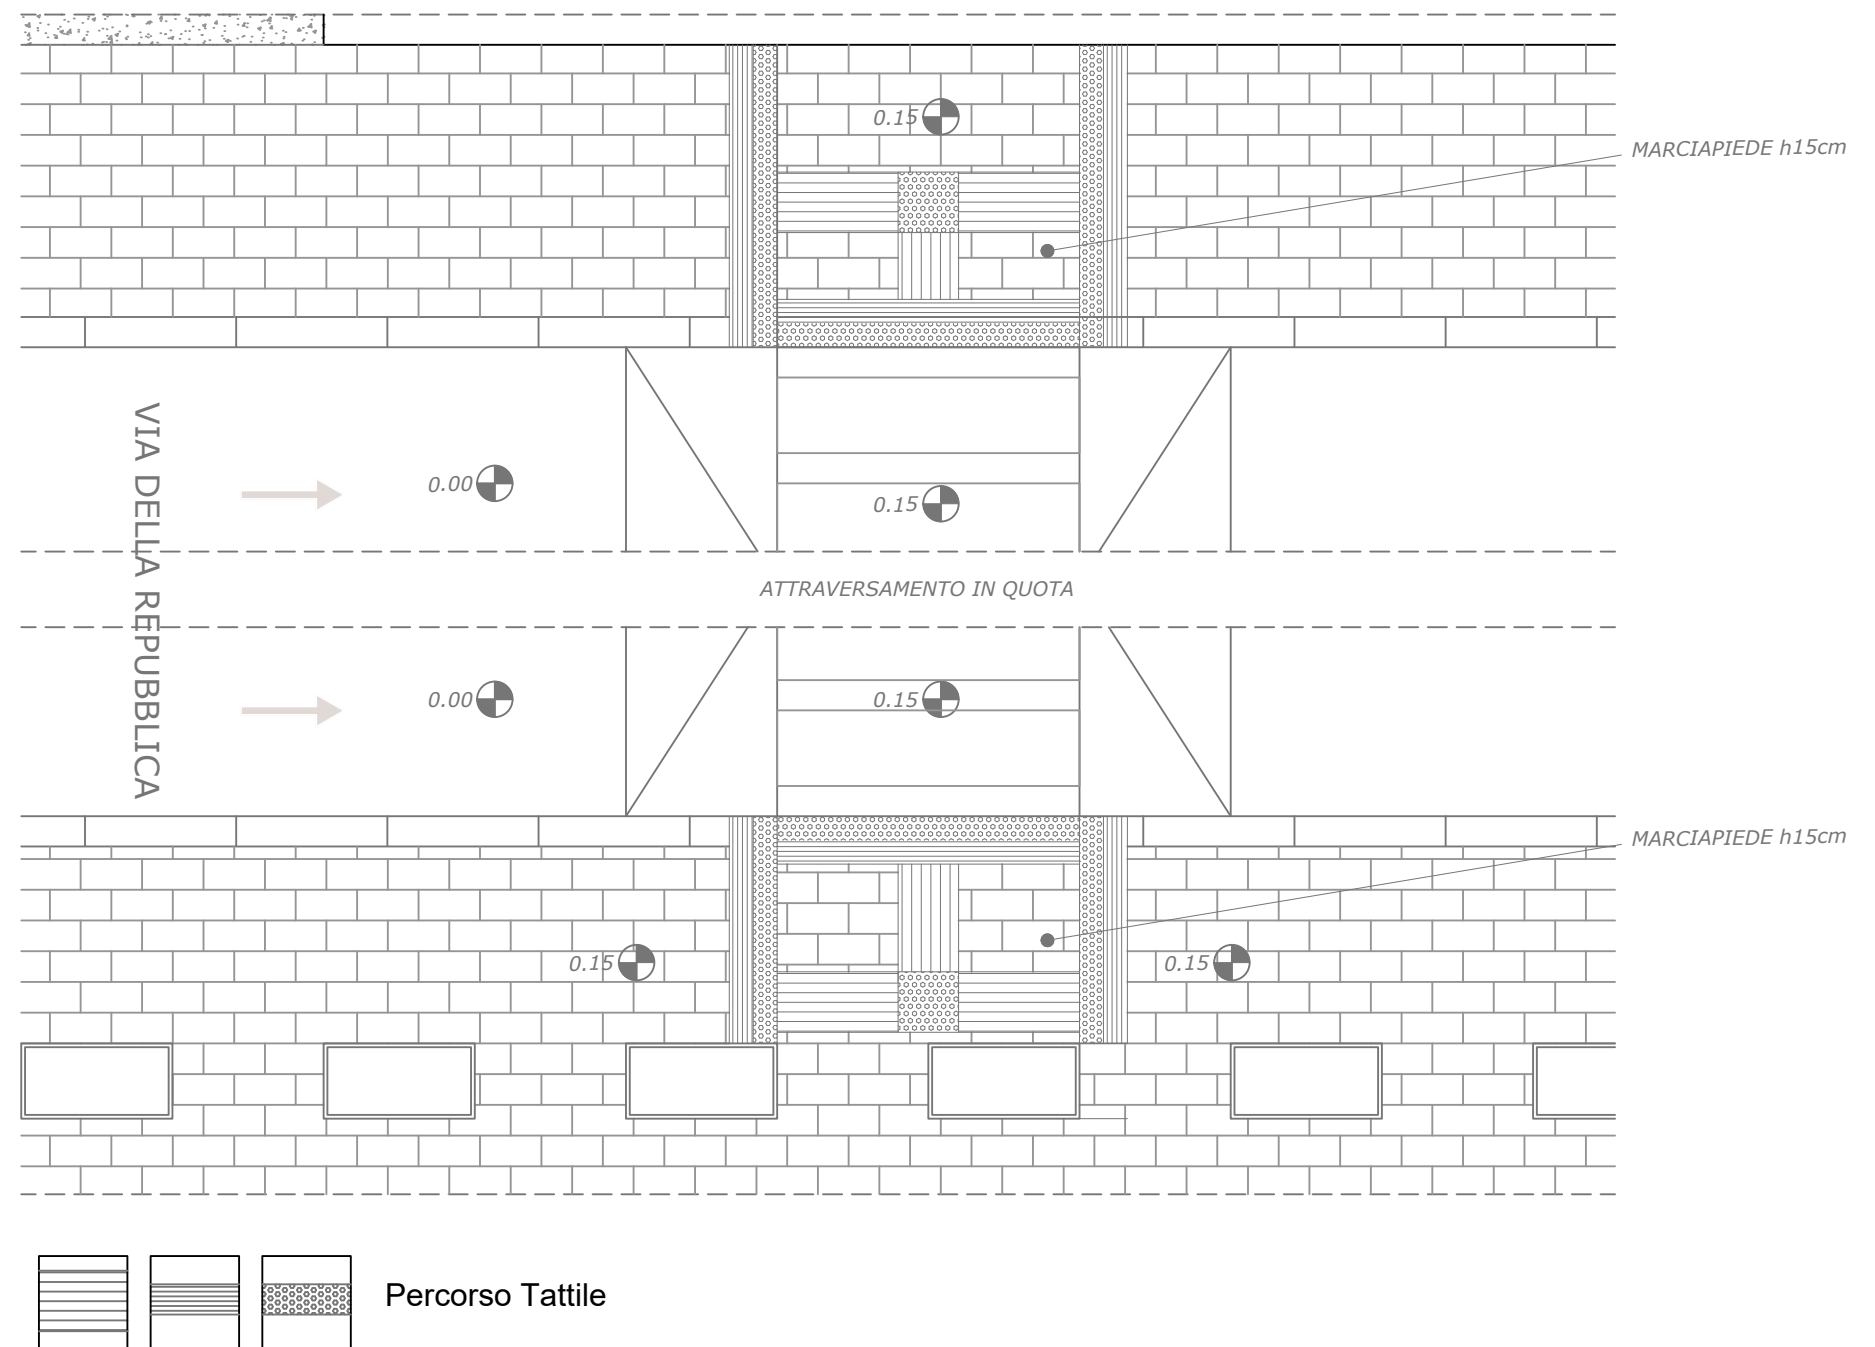 0.15
MARCIAPIEDE h15cm
VIA DELLA REPUBBLICA
0.00
0.15
ATTRAVERSAMENTO IN QUOTA
0.00
0.15
MARCIAPIEDE h15cm
0.15
0.15
Percorso Tattile